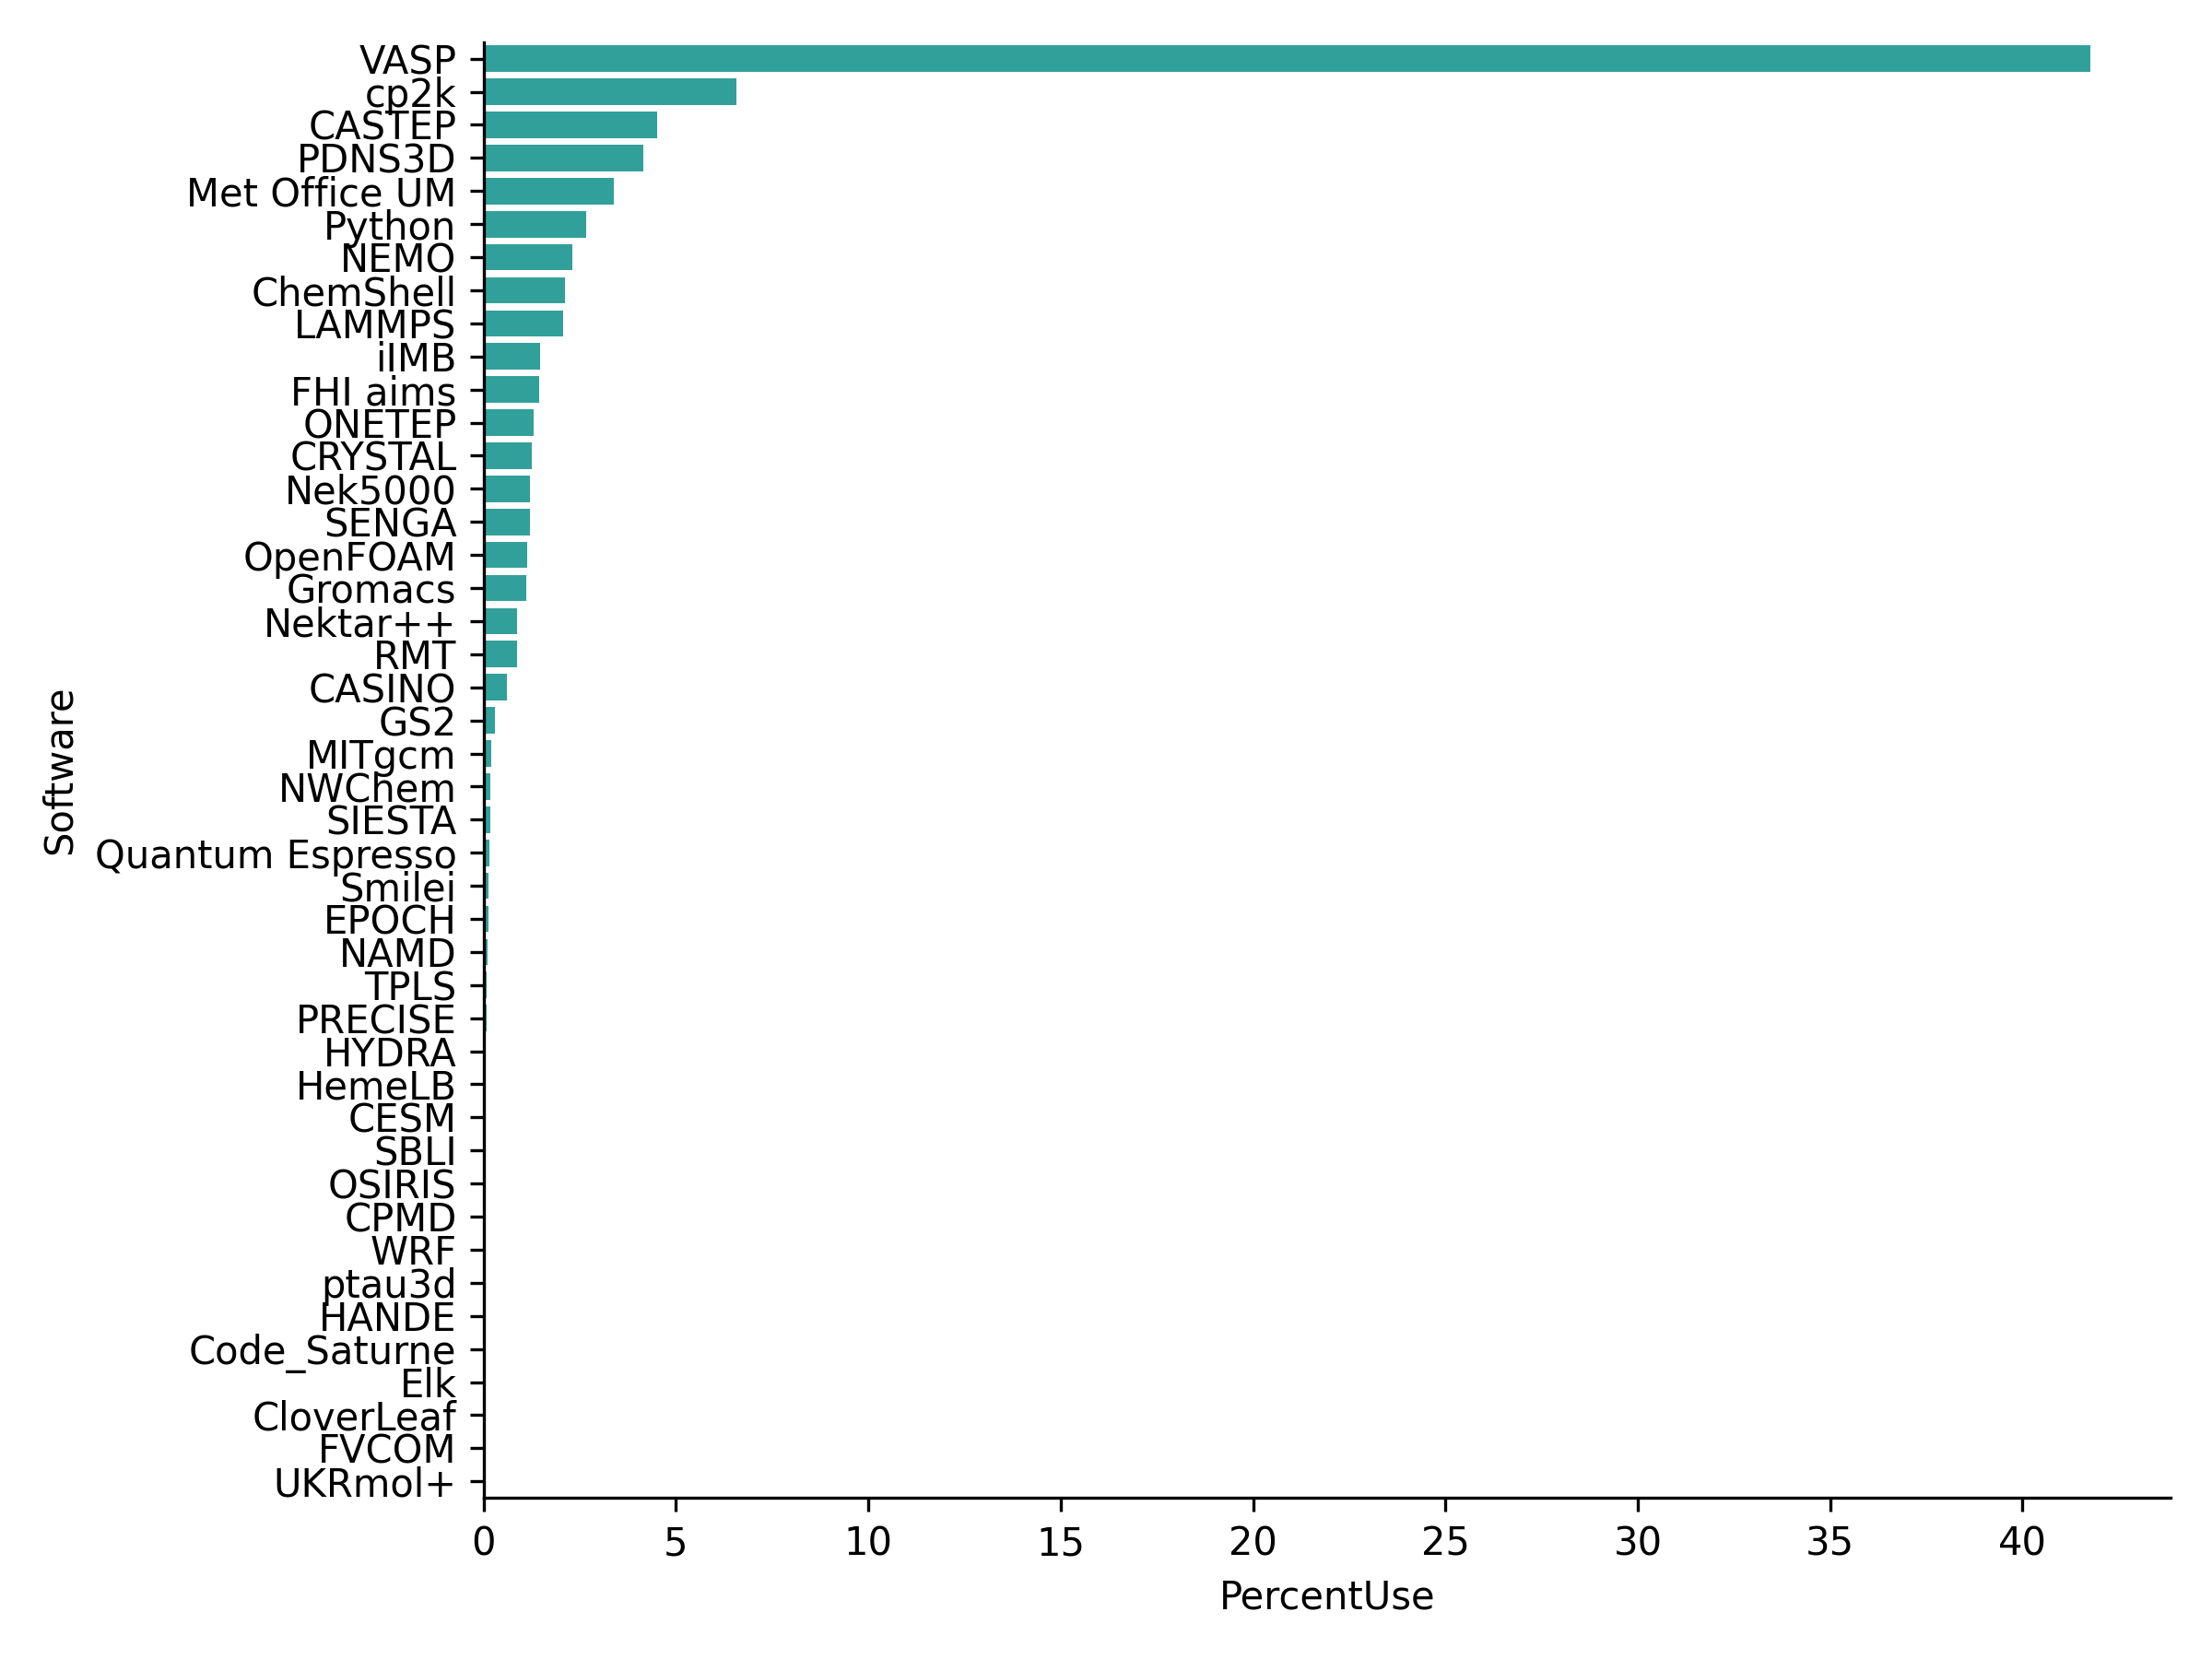 VASP
cp2k
CASTEP
PDNS3D
Met Office UM
Python
NEMO
ChemShell
LAMMPS
iIMB
FHI aims
ONETEP
CRYSTAL
Nek5000
SENGA
OpenFOAM
Gromacs
Nektar++
RMT
CASINO
GS2
MITgcm
NWChem
SIESTA
Quantum Espresso
Smilei
EPOCH
NAMD
TPLS
PRECISE
HYDRA
HemeLB
CESM
SBLI
OSIRIS
CPMD
WRF
ptau3d
HANDE
Code_Saturne
Elk
CloverLeaf
FVCOM
UKRmol+
Software
0 5 10 15 20 25 30 35 40
PercentUse